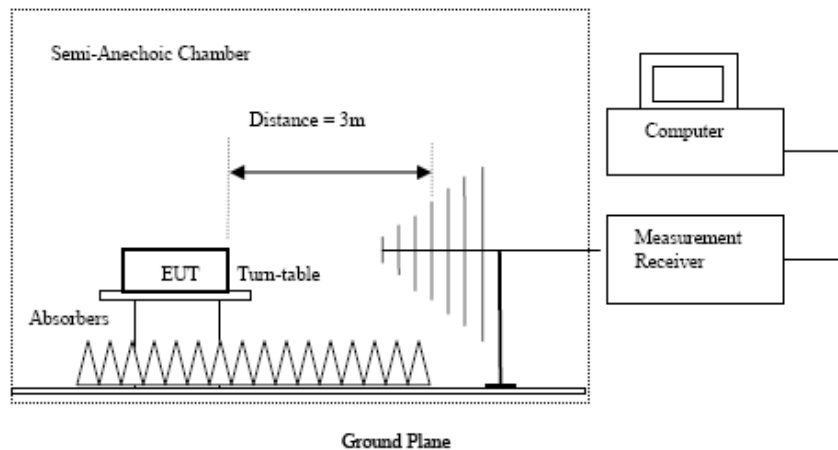 Semi-Anechoic Chamber
Distance = 3m
Computer
Measurement
Receiver
EUT
Turn-table
Absorbers
Ground Plane